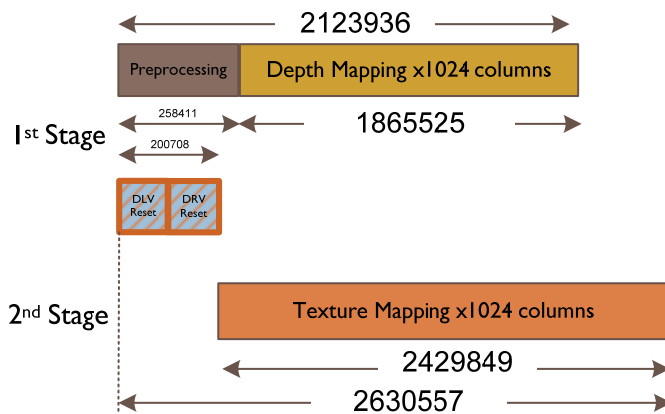 2123936
Preprocessing
Depth Mapping x1024 columns
258411
1865525
1st Stage
200708
DLV
Reset
DRV
Reset
2nd Stage
Texture Mapping x1024 columns
2429849
2630557